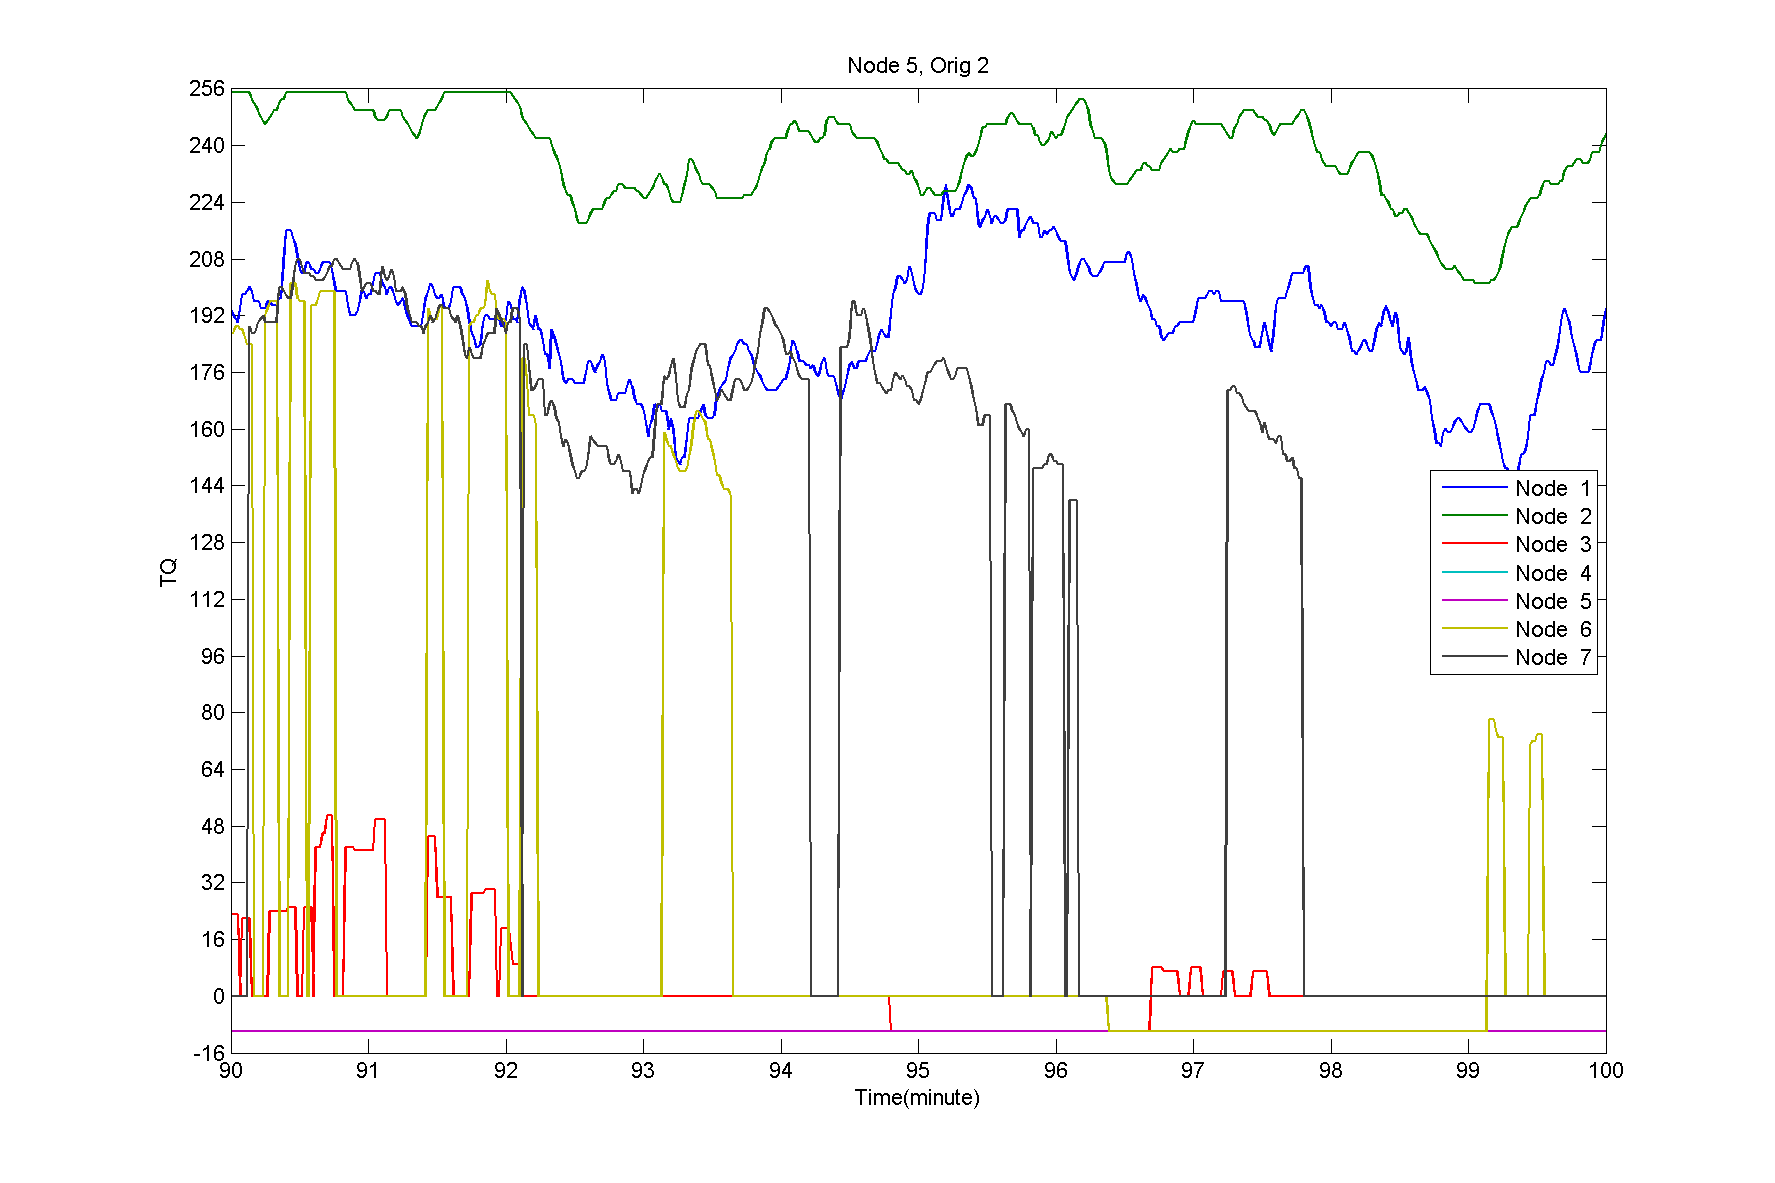 Node 5, Orig 2
256
240
224
208
192
176
160
144
128
112
96
80
64
48
32
16
0
-16
TQ
Node 1
Node 2
Node 3
Node 4
Node 5
Node 6
Node 7
90 91 92 93 94 95 96 97 98 99 100
Time(minute)